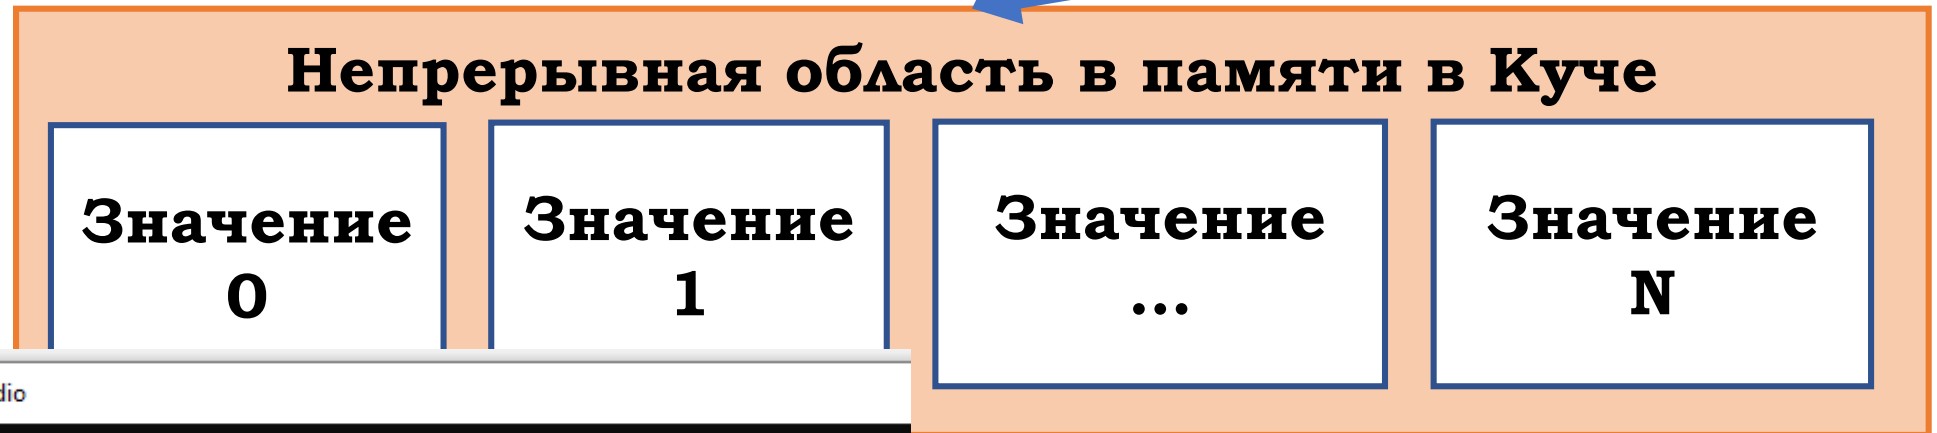 Непрерывная область в памяти в Куче
Значение
0
Значение
1
Значение
...
Значение
N
dio